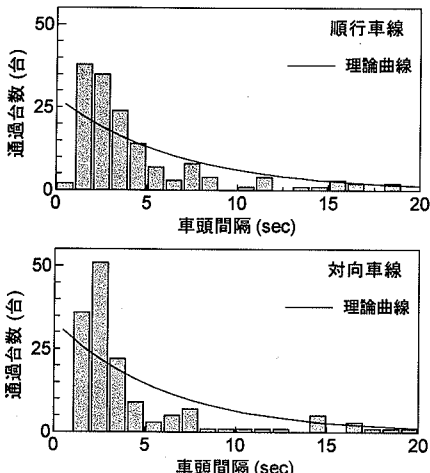 50
25
0
通過台数 (台)
順行車線
理論曲線
0 5 10 15 20
車頭間隔 (sec)
50
25
0
通過台数 (台)
対向車線
理論曲線
0 5 10 15 20
車頭間隔 (sec)